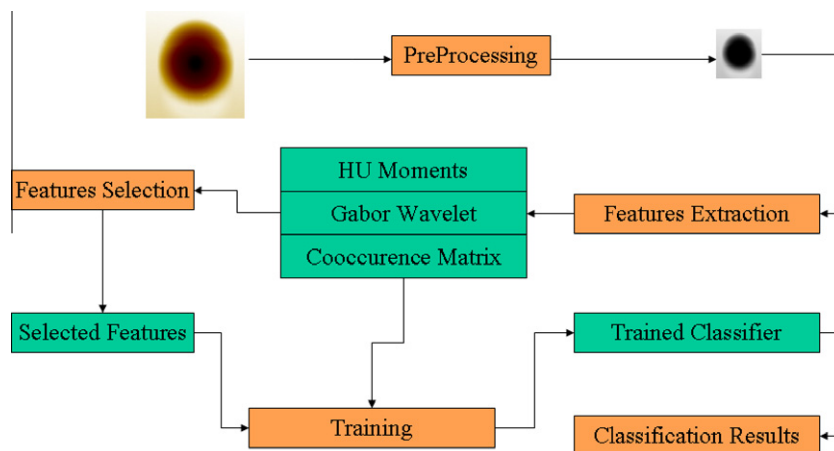 PreProcessing
HU Moments
Features Selection
Gabor Wavelet
Features Extraction
Cooccurence Matrix
Selected Features
Trained Classifier
Training
Classification Results